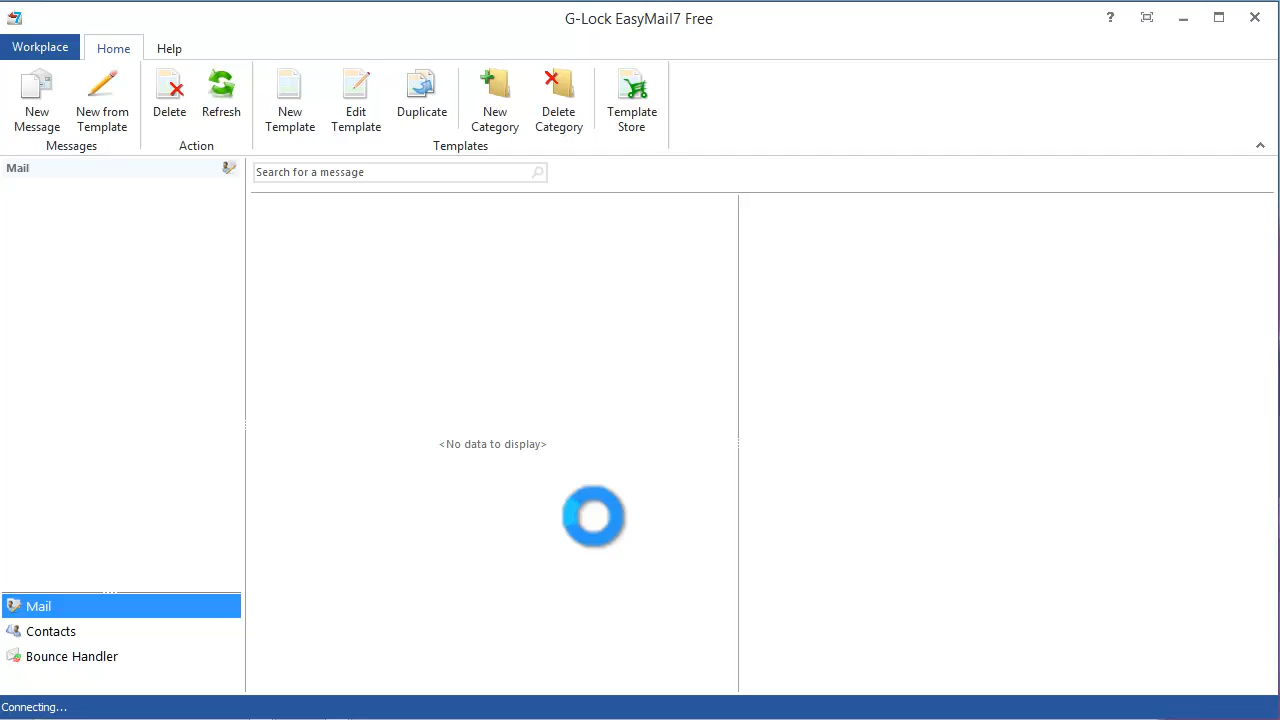 G-Lock EasyMail7 Free
Workplace Home Help
New Message
New from Template
Delete
Refresh
New Template
Edit Template
Duplicate
New Category
Delete Category
Template Store
Messages
Action
Templates
Mail
Search for a message
<No data to display>
Mail
Contacts
Bounce Handler
Connecting...